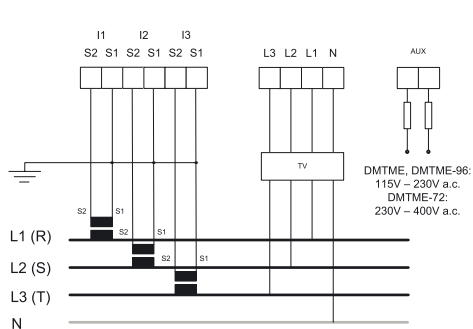 I1 I2 I3
S2 S1 S2 S1 S2 S1
L3 L2 L1 N
AUX
TV
DMTME, DMTME-96:
115V – 230V a.c.
DMTME-72:
230V – 400V a.c.
S2 S1
L1 (R)
S2 S1
L2 (S)
S2 S1
L3 (T)
N